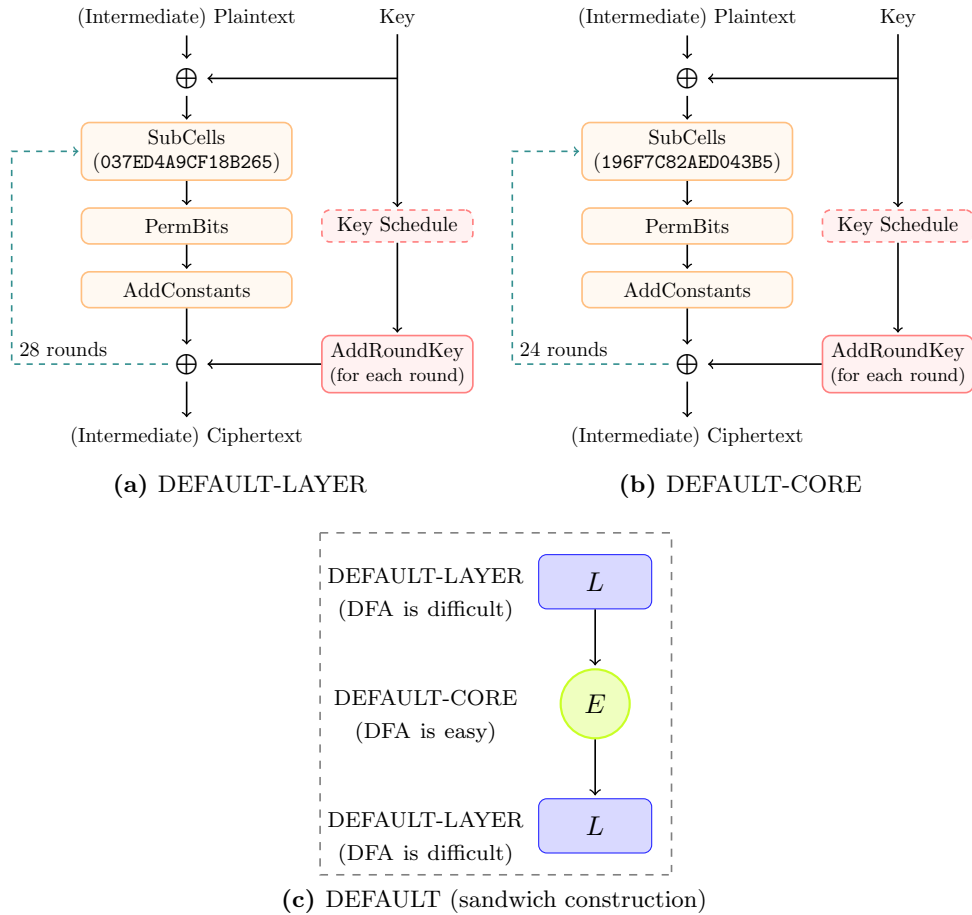 (Intermediate) Plaintext
Key
SubCells
(037ED4A9CF18B265)
PermBits
Key Schedule
AddConstants
28 rounds
AddRoundKey
(for each round)
(Intermediate) Ciphertext
(a) DEFAULT-LAYER
(Intermediate) Plaintext
Key
SubCells
(196F7C82AED043B5)
PermBits
Key Schedule
AddConstants
24 rounds
AddRoundKey
(for each round)
(Intermediate) Ciphertext
(b) DEFAULT-CORE
DEFAULT-LAYER
(DFA is difficult)
L
DEFAULT-CORE
(DFA is easy)
E
DEFAULT-LAYER
(DFA is difficult)
L
(c) DEFAULT (sandwich construction)